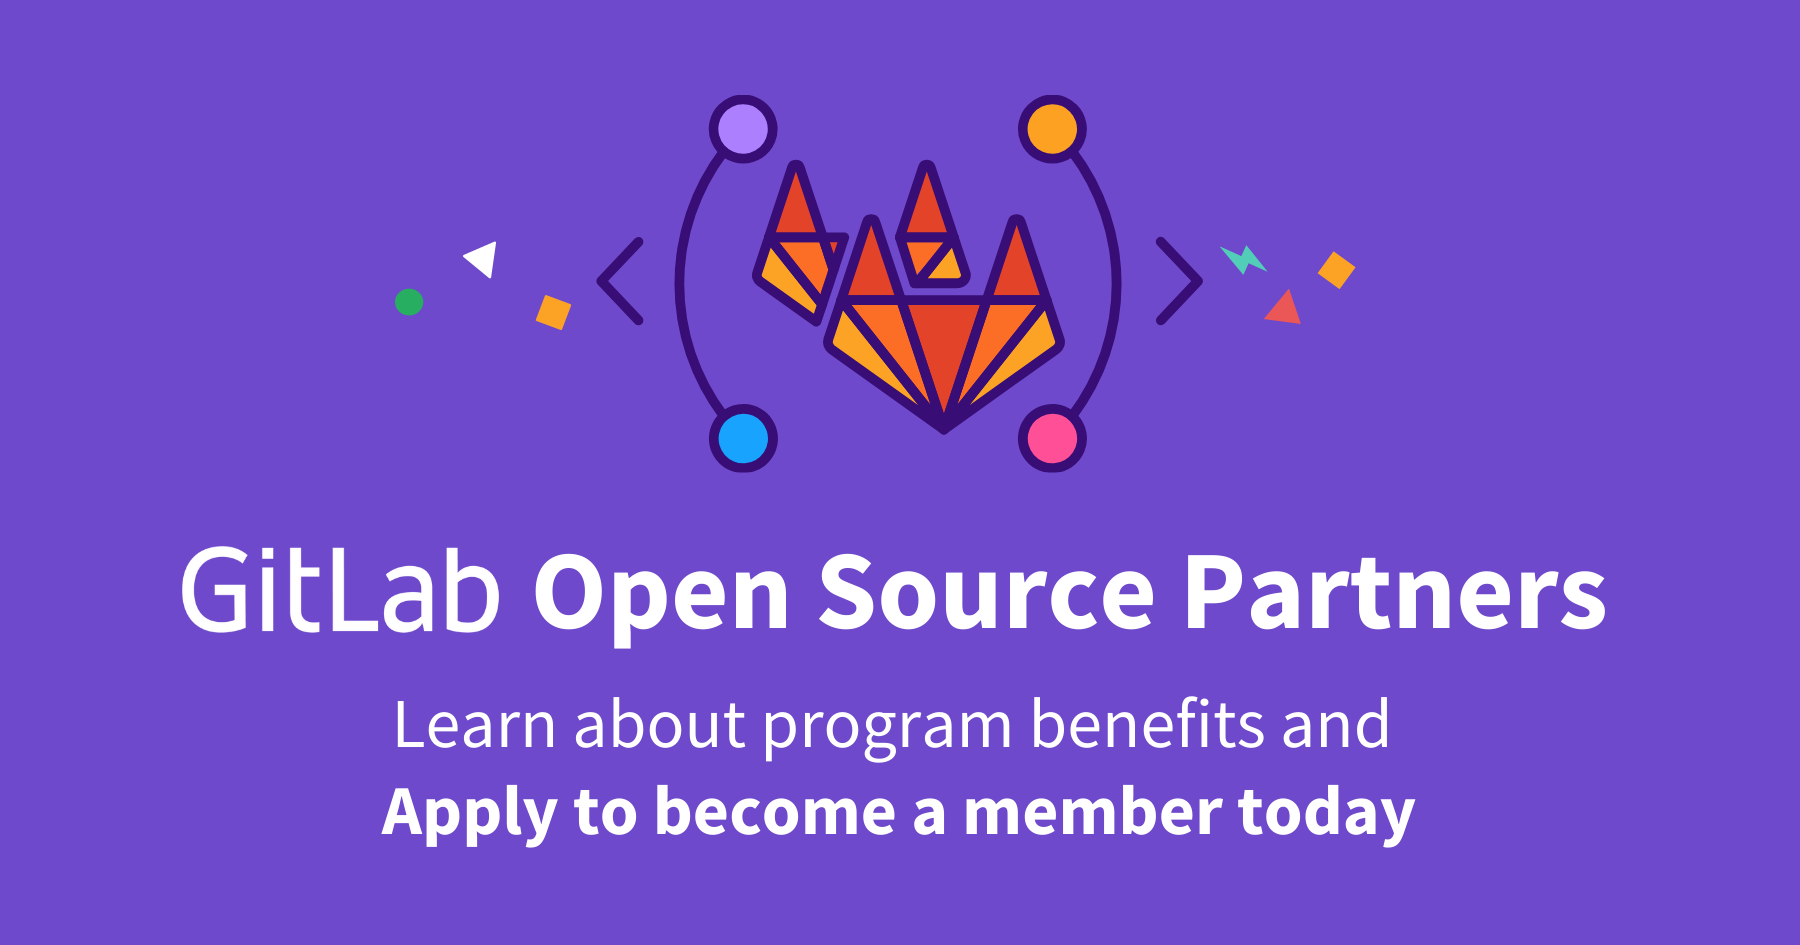 GitLab Open Source Partners
Learn about program benefits and
Apply to become a member today